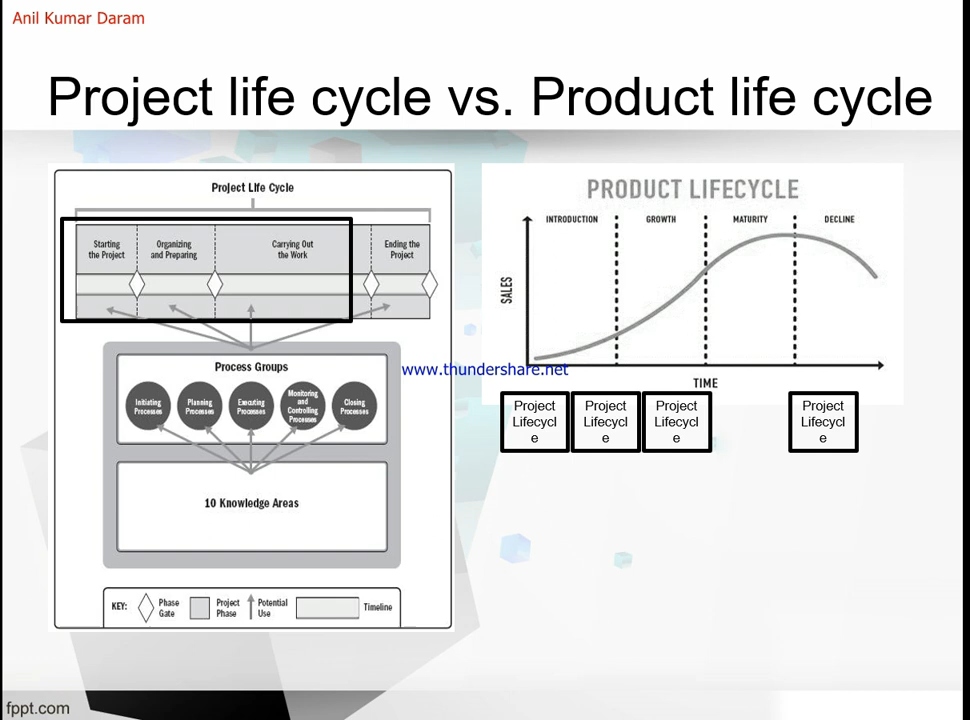 Anil Kumar Daram
Project life cycle vs. Product life cycle
Project Life Cycle
Starting
the Project
Organizing
and Preparing
Carrying Out
the Work
Ending the
Project
Process Groups
Initiating
Processes
Planning
Processes
Executing
Processes
Monitoring
and
Controlling
Processes
Closing
Processes
10 Knowledge Areas
KEY:
Phase
Gate
Project
Phase
Potential
Use
Timeline
PRODUCT LIFECYCLE
INTRODUCTION
GROWTH
MATURITY
DECLINE
SALES
TIME
www.thundershare.net
Project
Lifecycl
e
Project
Lifecycl
e
Project
Lifecycl
e
Project
Lifecycl
e
fppt.com